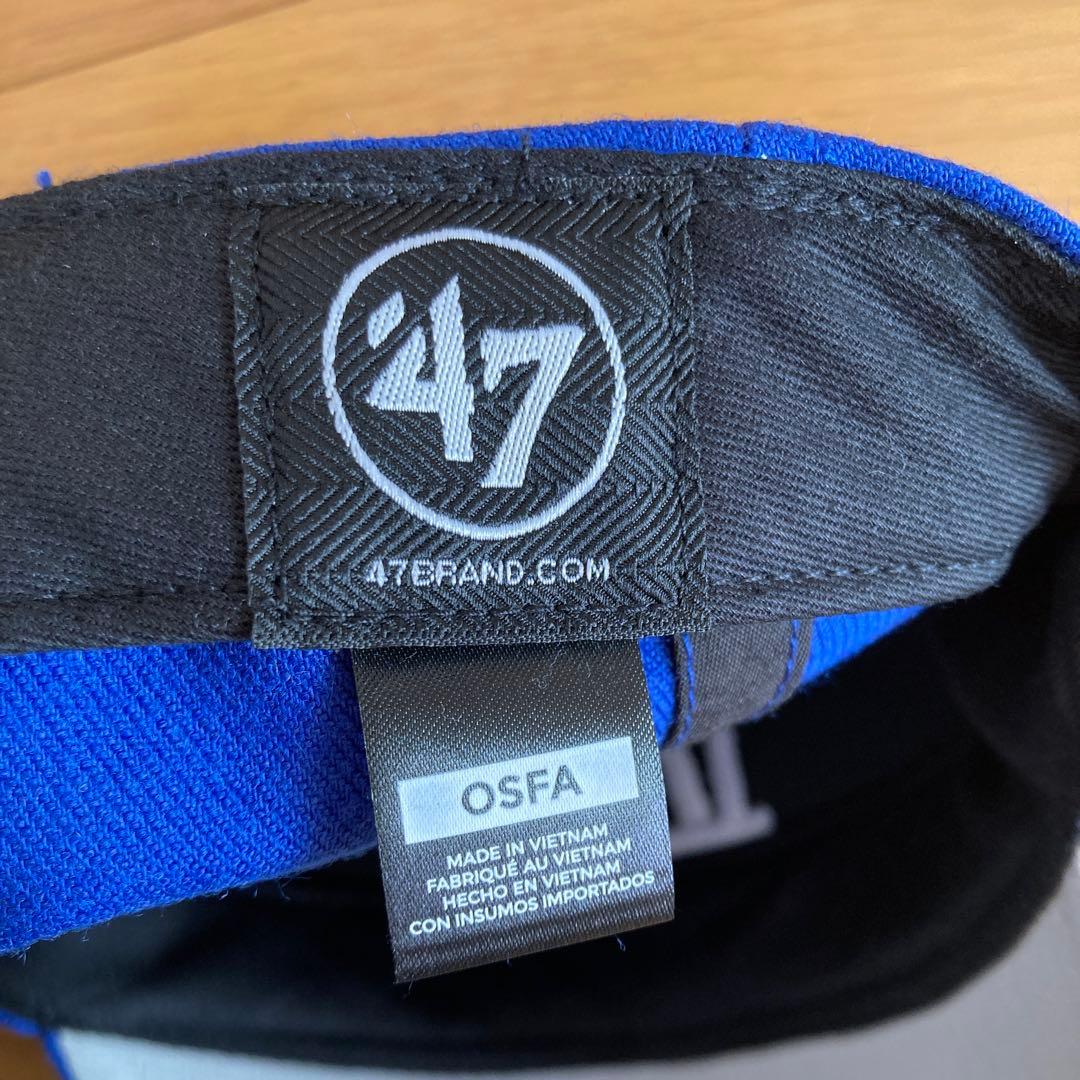 '47
47BRAND.COM
OSFA
MADE IN VIETNAM
FABRIQUÉ AU VIETNAM
HECHO EN VIETNAM
CON INSUMOS IMPORTADOS